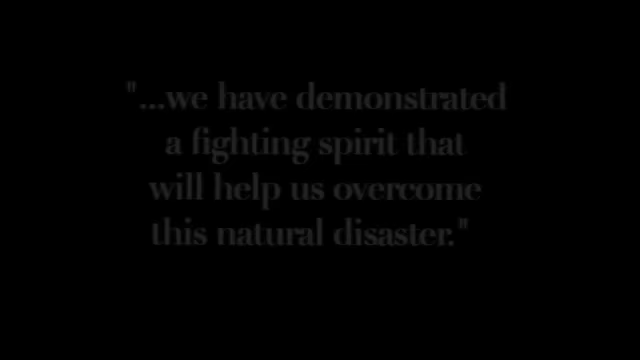 "...we have demonstrated
a fighting spirit that
will help us overcome
this natural disaster."